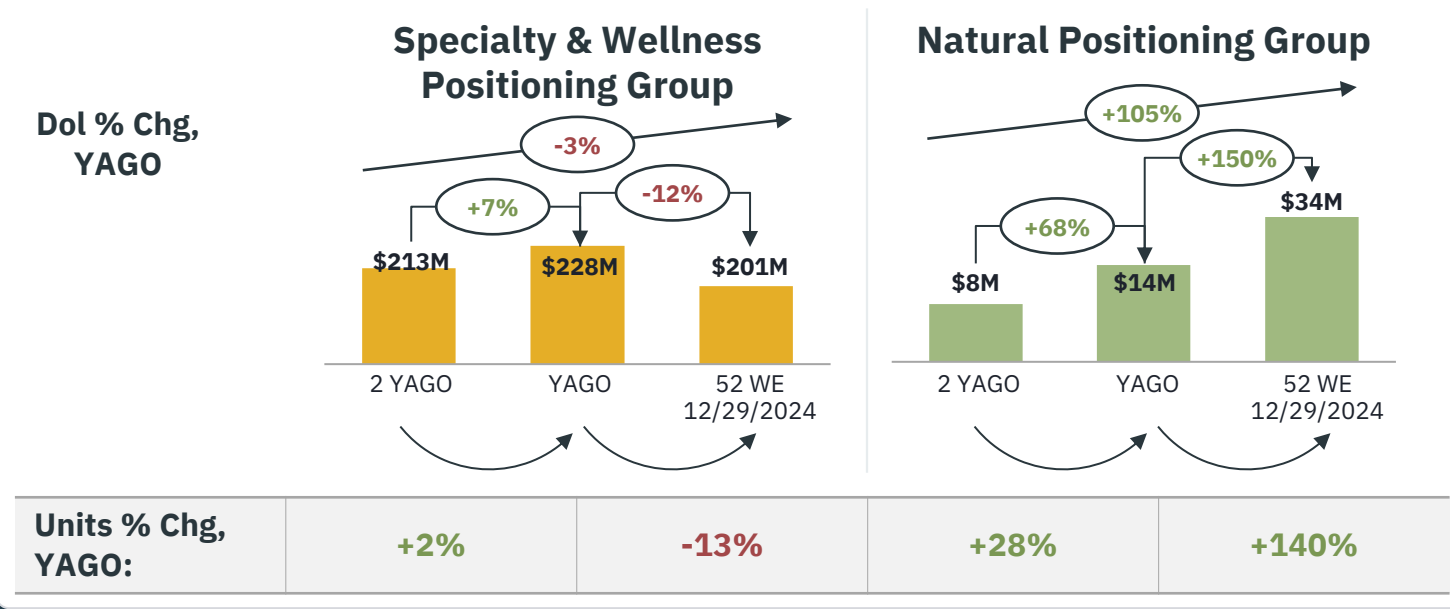 Specialty & Wellness
Positioning Group
Natural Positioning Group
Dol % Chg,
YAGO
-3%
+7%
-12%
$213M
$228M
$201M
2 YAGO
YAGO
52 WE
12/29/2024
+105%
+150%
+68%
$8M
$14M
$34M
2 YAGO
YAGO
52 WE
12/29/2024
Units % Chg,
YAGO:
+2%
-13%
+28%
+140%